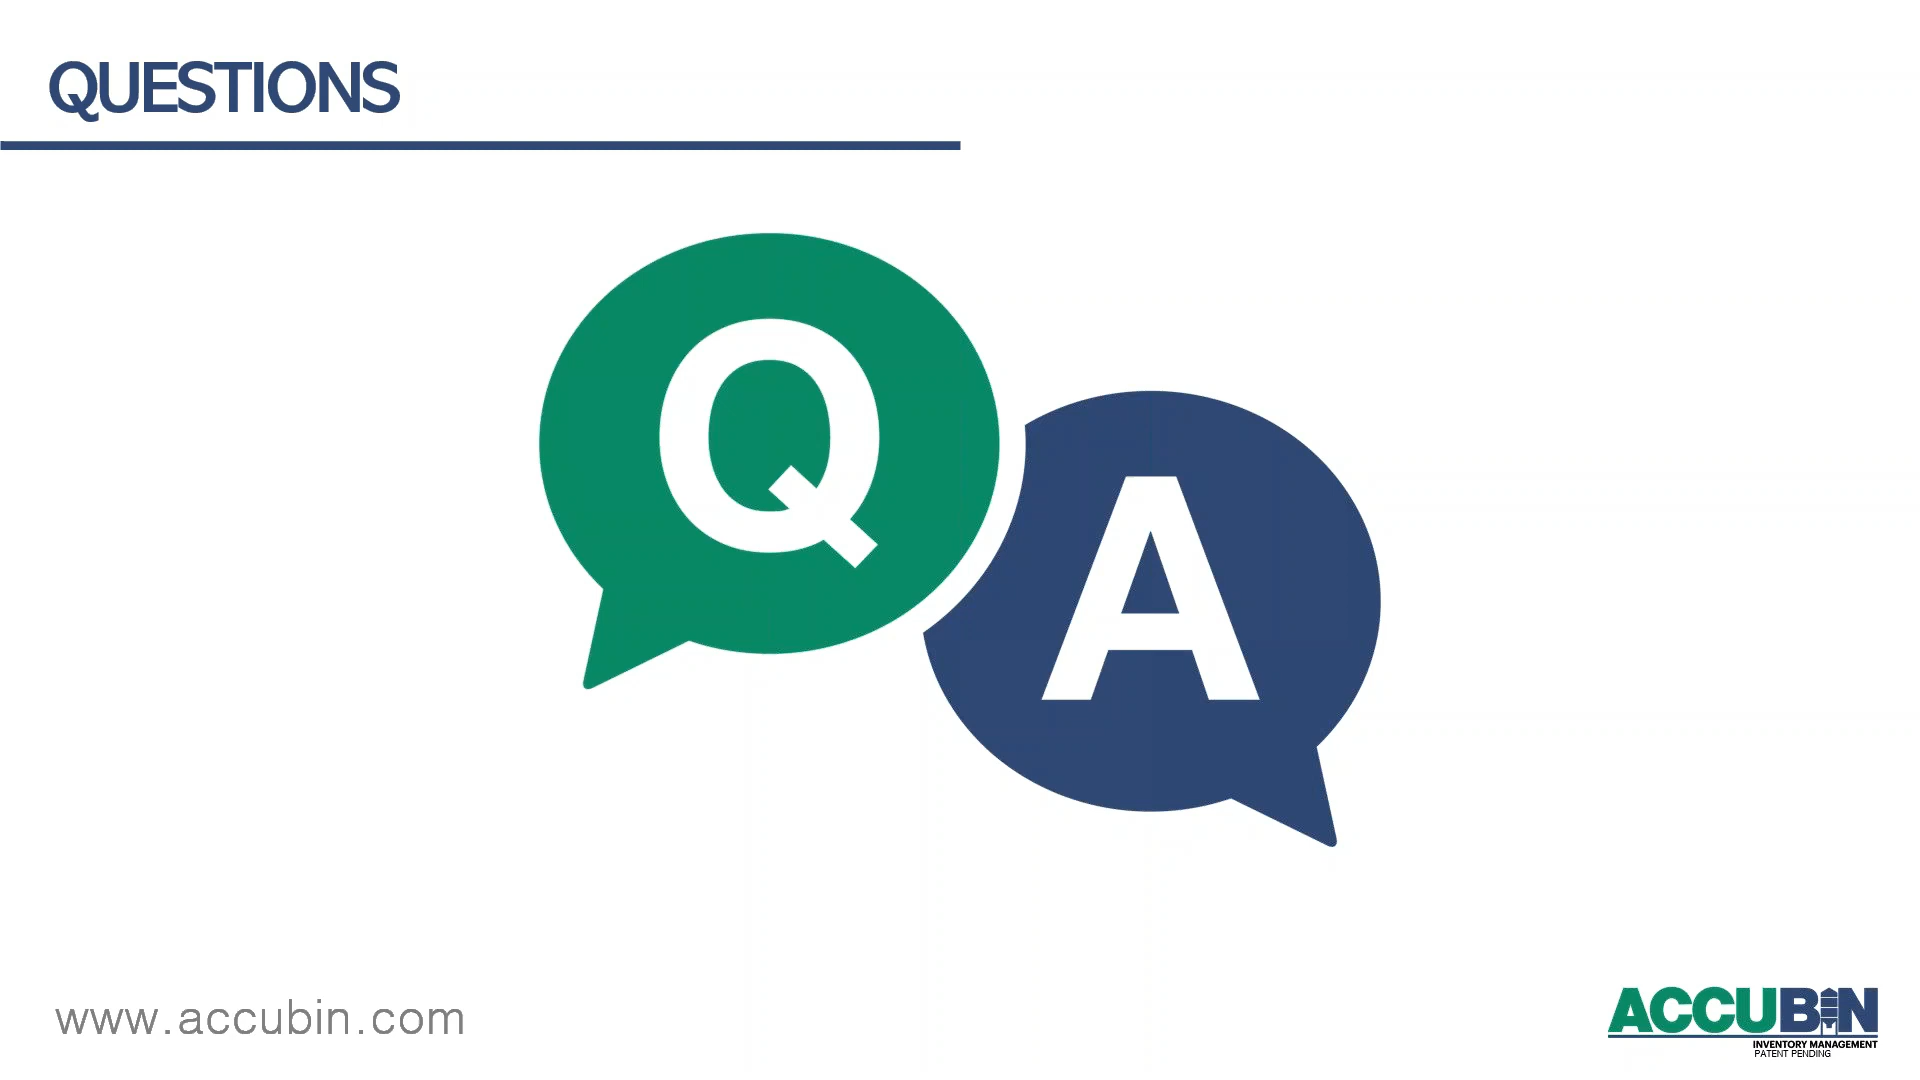 QUESTIONS
Q
A
www.accubin.com
ACCUBIN
INVENTORY MANAGEMENT
PATENT PENDING